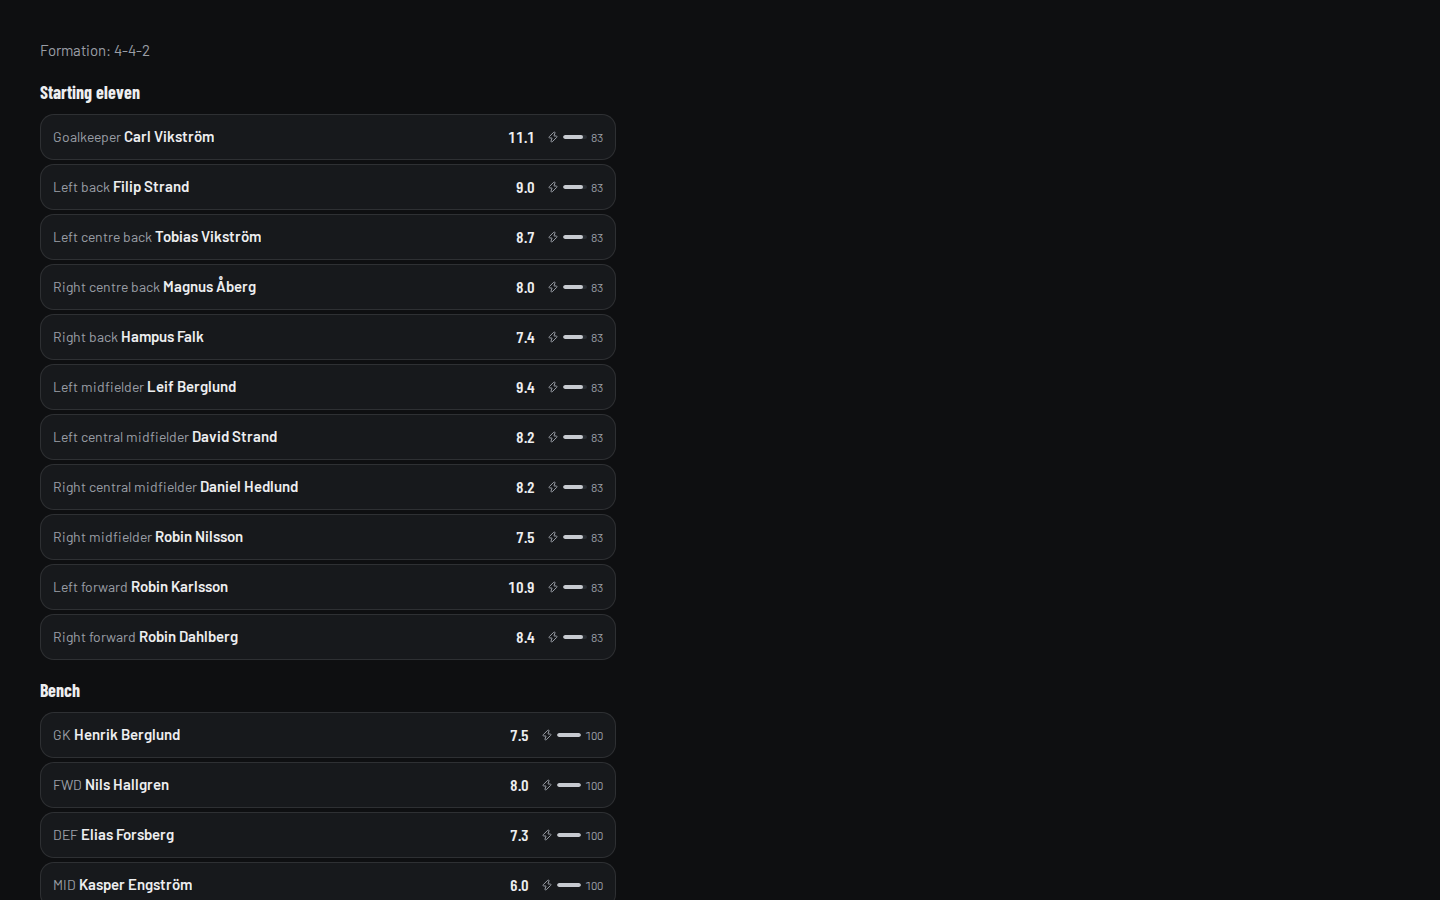 Formation: 4-4-2
Starting eleven
Goalkeeper Carl Vikström 11.1 83
Left back Filip Strand 9.0 83
Left centre back Tobias Vikström 8.7 83
Right centre back Magnus Åberg 8.0 83
Right back Hampus Falk 7.4 83
Left midfielder Leif Berglund 9.4 83
Left central midfielder David Strand 8.2 83
Right central midfielder Daniel Hedlund 8.2 83
Right midfielder Robin Nilsson 7.5 83
Left forward Robin Karlsson 10.9 83
Right forward Robin Dahlberg 8.4 83
Bench
GK Henrik Berglund 7.5 100
FWD Nils Hallgren 8.0 100
DEF Elias Forsberg 7.3 100
MID Kasper Engström 6.0 100